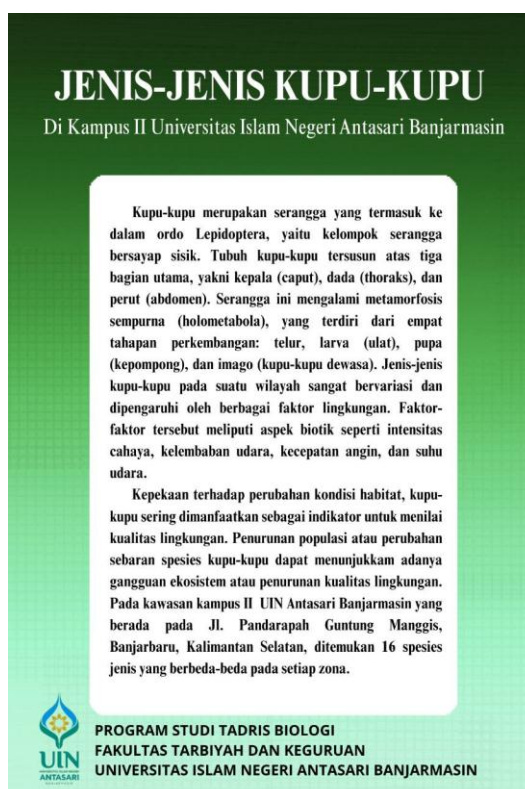 JENIS-JENIS KUPU-KUPU
Di Kampus II Universitas Islam Negeri Antasari Banjarmasin
Kupu-kupu merupakan serangga yang termasuk ke
dalam ordo Lepidoptera, yaitu kelompok serangga
bersayap sisik. Tubuh kupu-kupu tersusun atas tiga
bagian utama, yakni kepala (caput), dada (thoraks), dan
perut (abdomen). Serangga ini mengalami metamorfosis
sempurna (holometabola), yang terdiri dari empat
tahapan perkembangan: telur, larva (ulat), pupa
(kepompong), dan imago (kupu-kupu dewasa). Jenis-jenis
kupu-kupu pada suatu wilayah sangat bervariasi dan
dipengaruhi oleh berbagai faktor lingkungan. Faktor-
faktor tersebut meliputi aspek biotik seperti intensitas
cahaya, kelembaban udara, kecepatan angin, dan suhu
udara.
Kepekaan terhadap perubahan kondisi habitat, kupu-
kupu sering dimanfaatkan sebagai indikator untuk menilai
kualitas lingkungan. Penurunan populasi atau perubahan
sebaran spesies kupu-kupu dapat menunjukkam adanya
gangguan ekosistem atau penurunan kualitas lingkungan.
Pada kawasan kampus II UIN Antasari Banjarmasin yang
berada pada Jl. Pandarapah Guntung Manggis,
Banjarbaru, Kalimantan Selatan, ditemukan 16 spesies
jenis yang berbeda-beda pada setiap zona.
UIN
ANTASARI
PROGRAM STUDI TADRIS BIOLOGI
FAKULTAS TARBIYAH DAN KEGURUAN
UNIVERSITAS ISLAM NEGERI ANTASARI BANJARMASIN